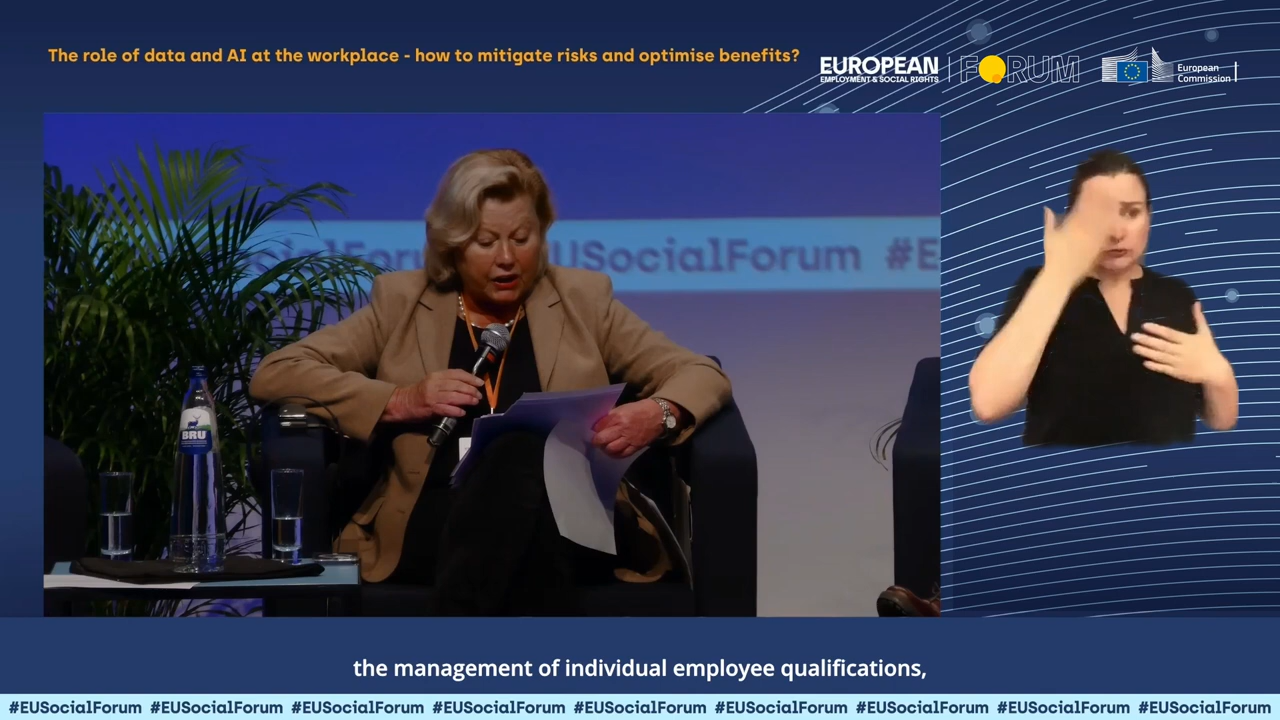 The role of data and AI at the workplace - how to mitigate risks and optimise benefits?
EUROPEAN
EMPLOYMENT & SOCIAL RIGHTS
FORUM
European
Commission
cialForu USocialForum #E
BRU
the management of individual employee qualifications,
#EUSocialForum #EUSocialForum #EUSocialForum #EUSocialForum #EUSocialForum #EUSocialForum #EUSocialForum #EUSocialForum #EUSocialForum